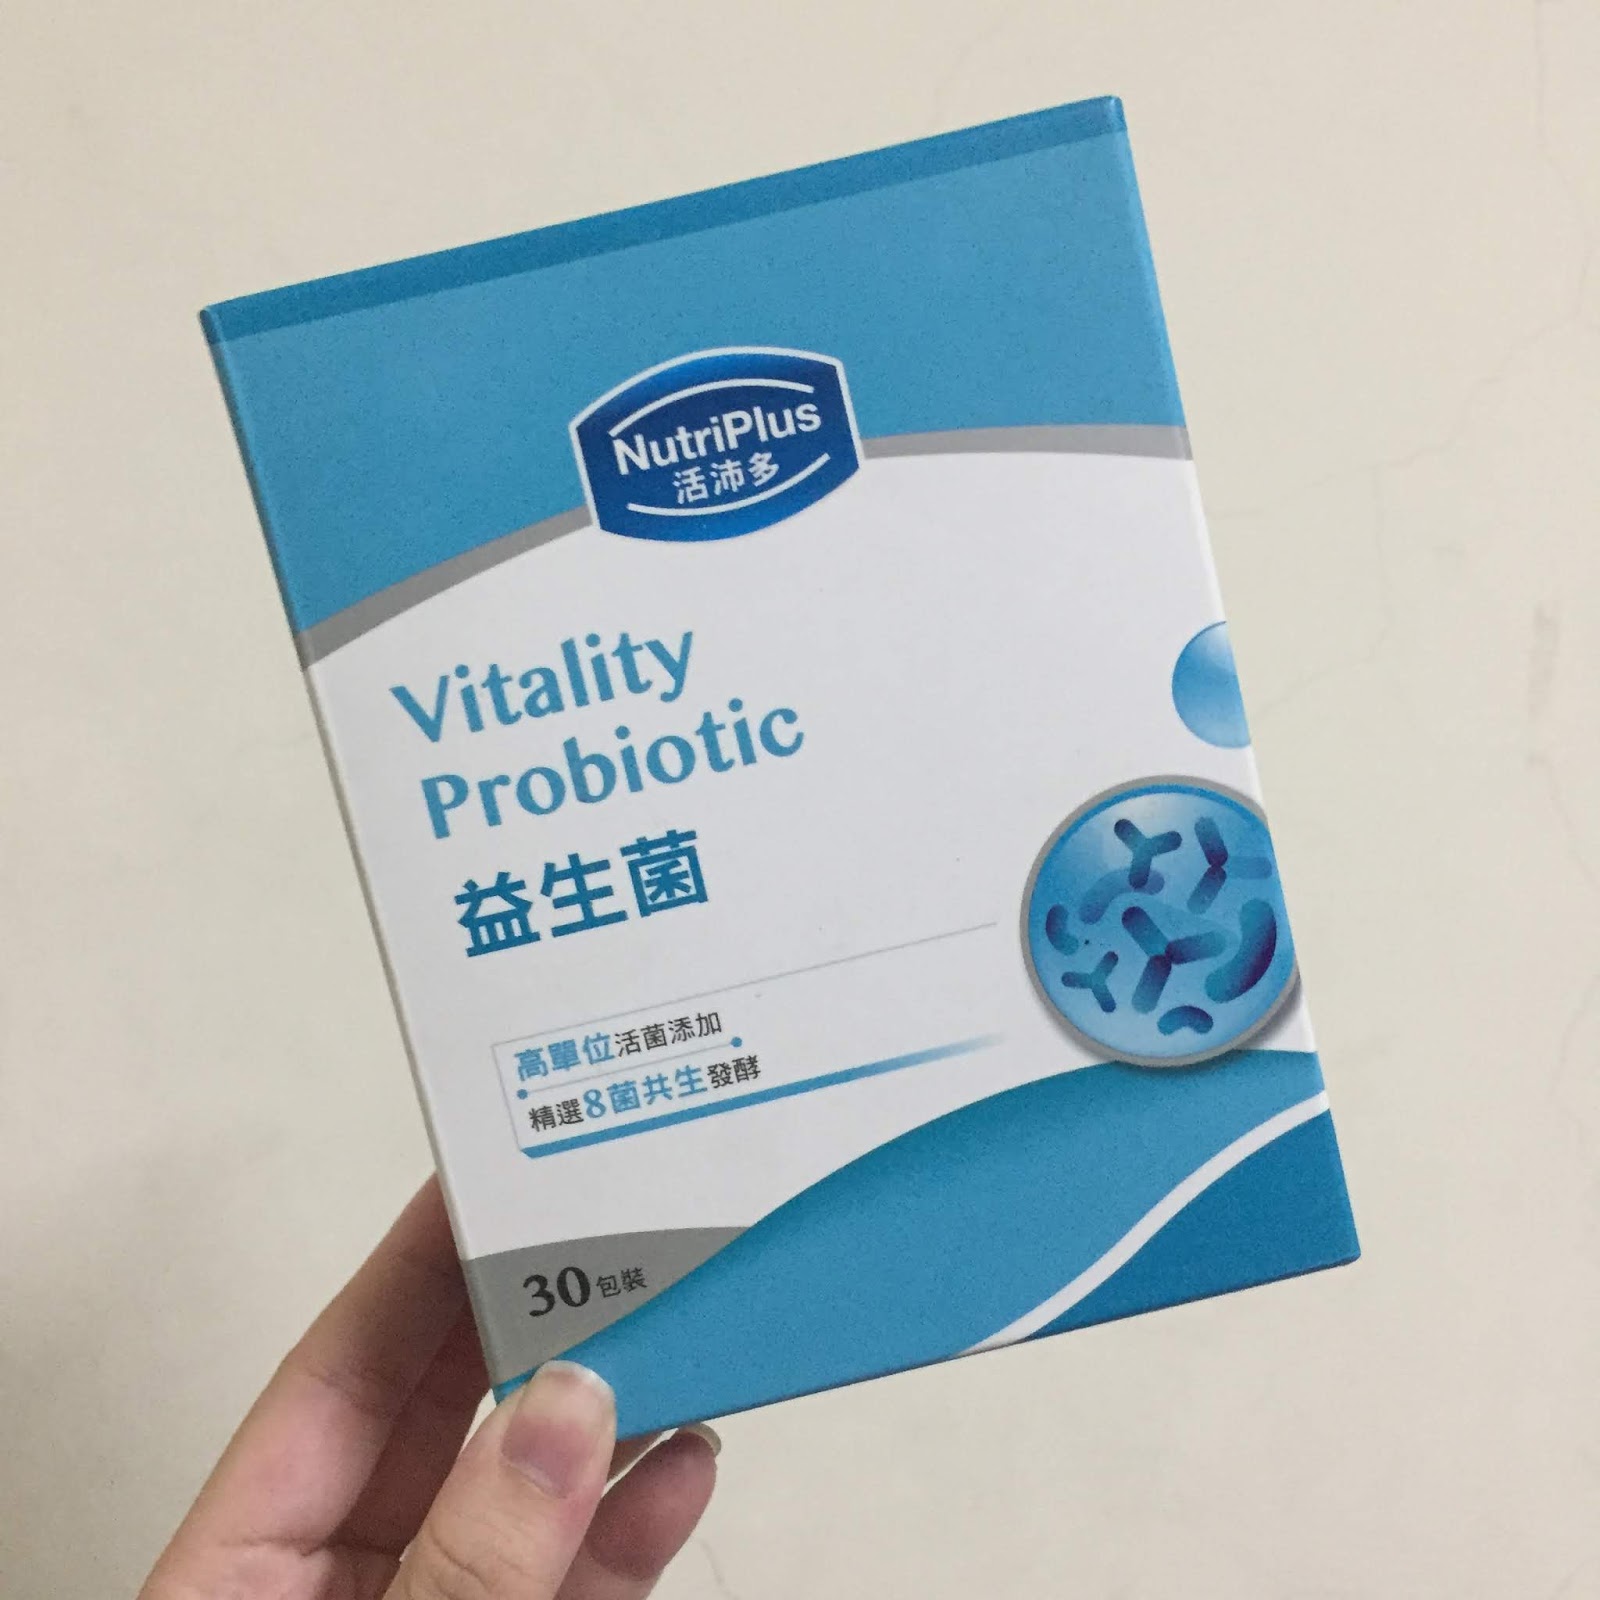 NutriPlus
活沛多
Vitality
Probiotic
益生菌
高單位活菌添加
精選8菌共生發酵
30包裝